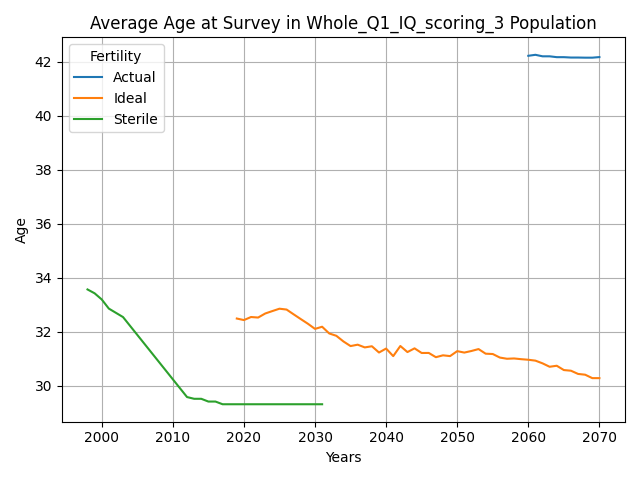 Average Age at Survey in Whole_Q1_IQ_scoring_3 Population
Fertility
Actual
Ideal
Sterile
42
40
38
36
34
32
30
Age
2000 2010 2020 2030 2040 2050 2060 2070
Years